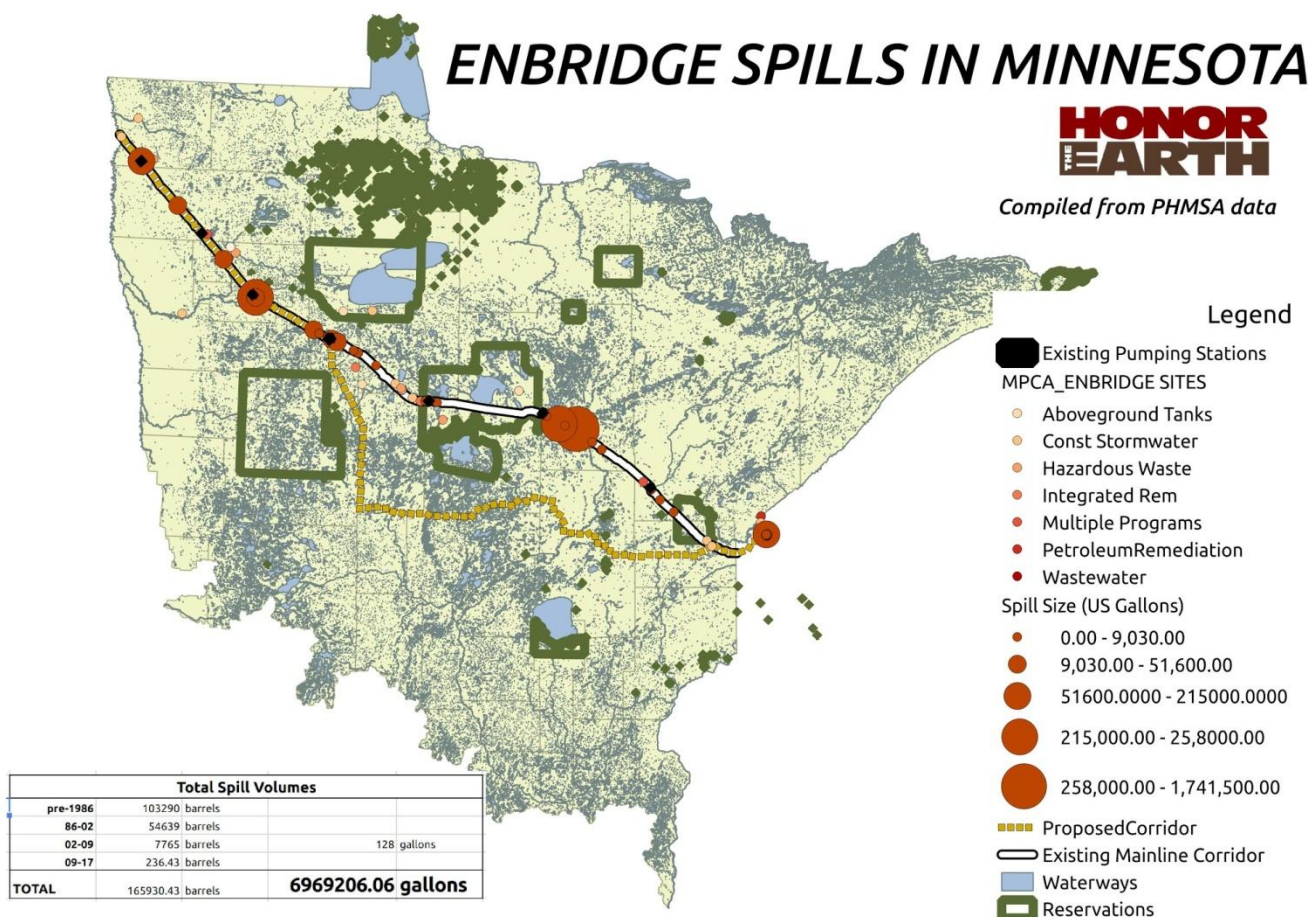 ENBRIDGE SPILLS IN MINNESOTA
HONOR
THE EARTH
Compiled from PHMSA data
Legend
Existing Pumping Stations
MPCA_ENBRIDGE SITES
Aboveground Tanks
Const Stormwater
Hazardous Waste
Integrated Rem
Multiple Programs
PetroleumRemediation
Wastewater
Spill Size (US Gallons)
0.00 - 9,030.00
9,030.00 - 51,600.00
51600.0000 - 215000.0000
215,000.00 - 25,8000.00
258,000.00 - 1,741,500.00
ProposedCorridor
Existing Mainline Corridor
Waterways
Reservations
Total Spill Volumes
pre-1986 103290 barrels
86-02 54639 barrels
02-09 7765 barrels 128 gallons
09-17 236.43 barrels
TOTAL 165930.43 barrels 6969206.06 gallons